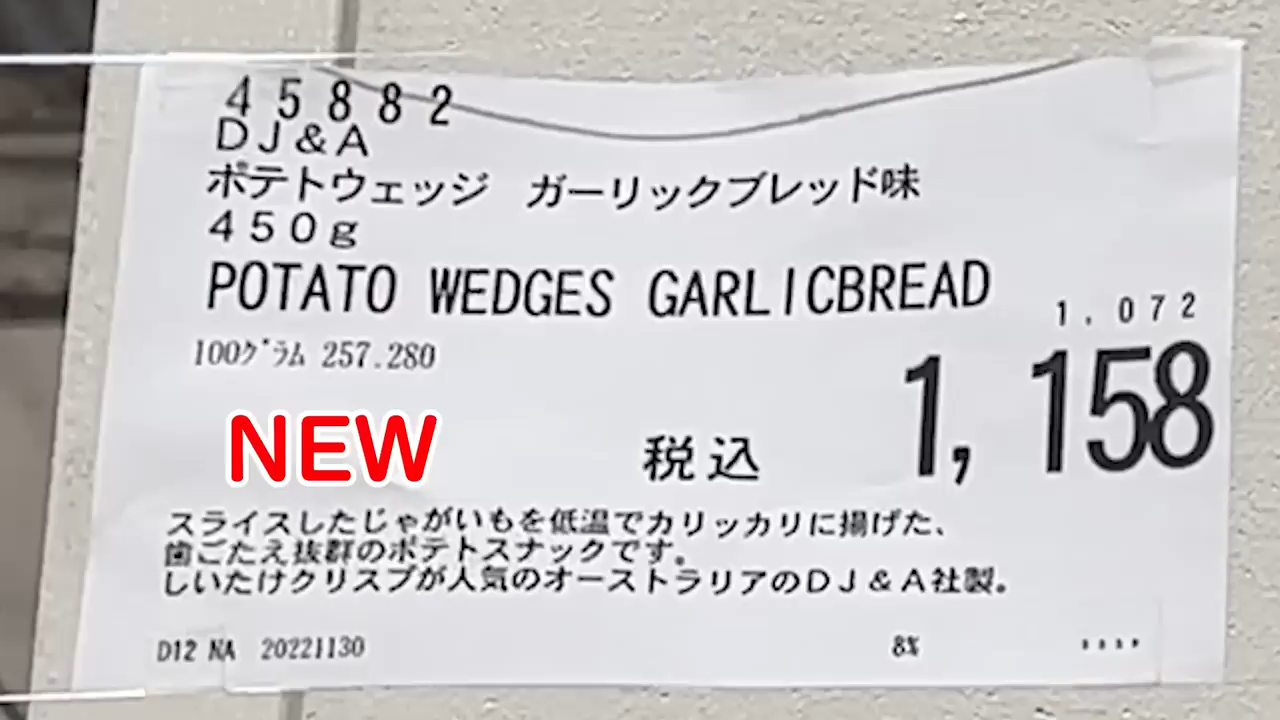 45882
DJ&A
ポテトウェッジ ガーリックブレッド味
450g
POTATO WEDGES GARLICBREAD
1,072
100グラム 257.280
1,158
NEW
税込
スライスしたじゃがいもを低温でカリッカリに揚げた、
歯ごたえ抜群のポテトスナックです。
しいたけクリスプが人気のオーストラリアのDJ&A社製。
D12 NA 20221130
8%